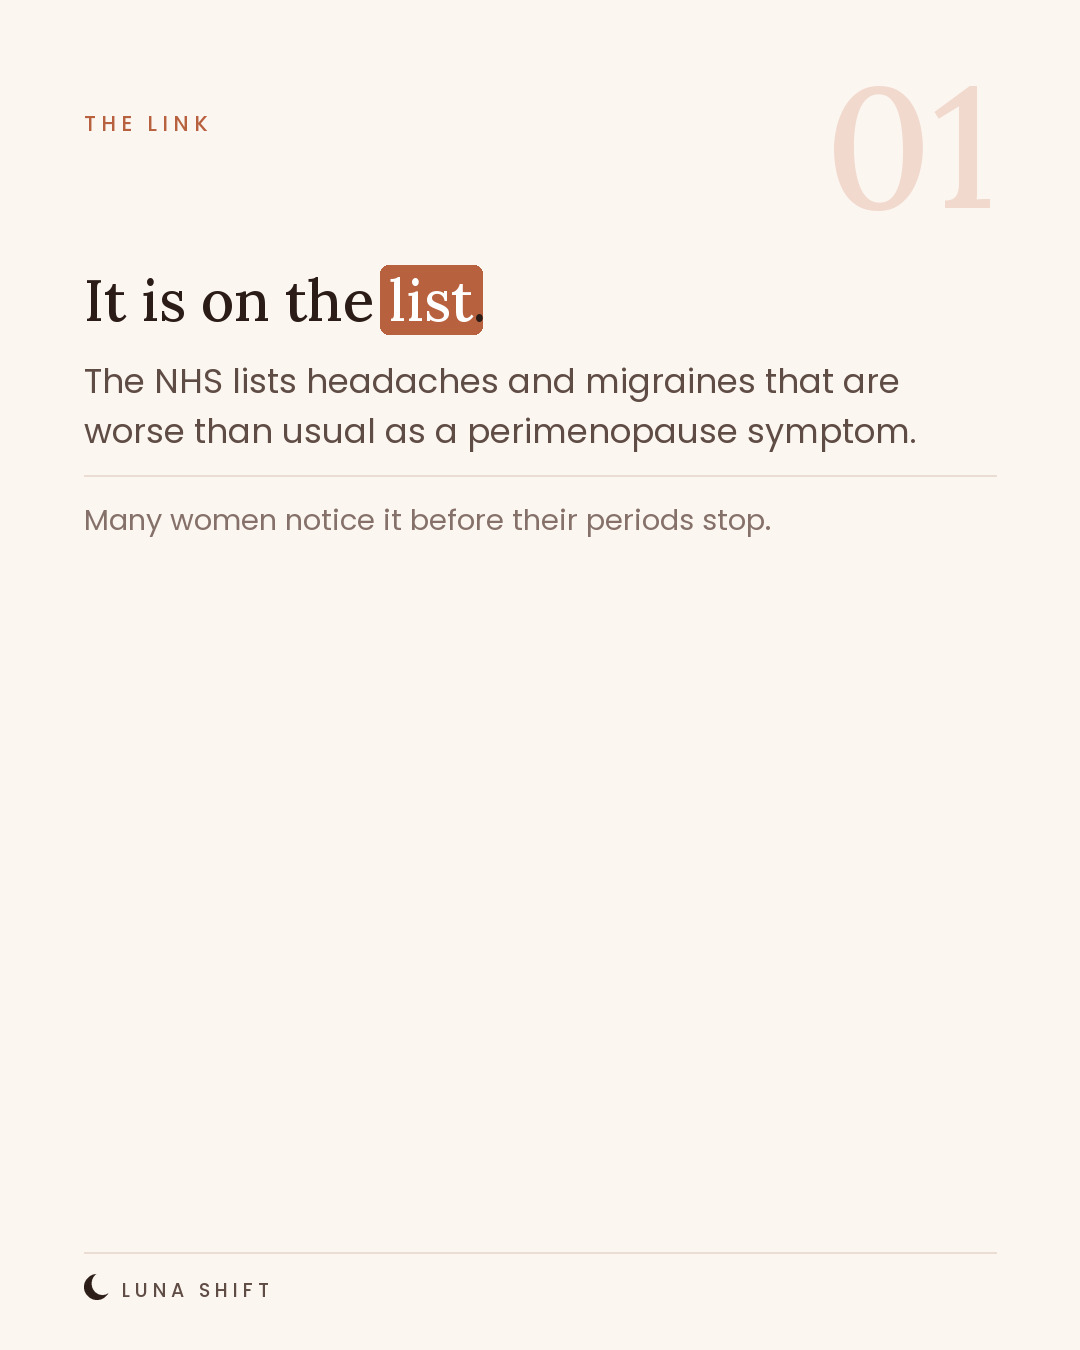 THE LINK
01
It is on the list.
The NHS lists headaches and migraines that are
worse than usual as a perimenopause symptom.
Many women notice it before their periods stop.
LUNA SHIFT